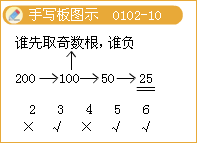 手写板图示 0102-10
谁先取奇数根，谁负
200→100→50→25
2 3 4 5 6
× √ × √ √